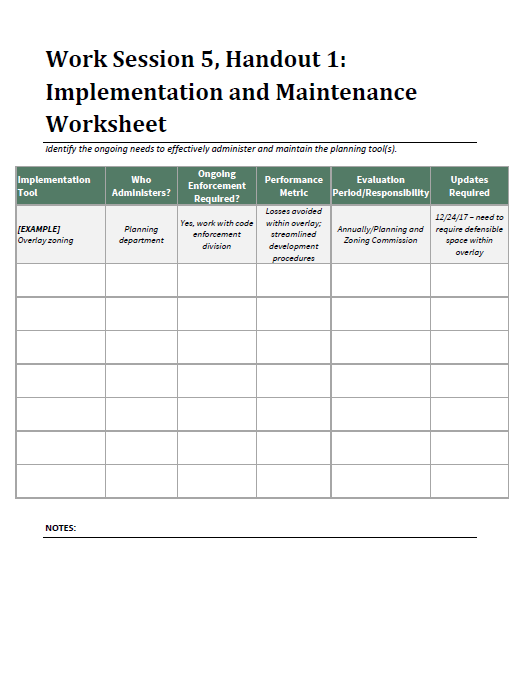 Work Session 5, Handout 1:
Implementation and Maintenance
Worksheet
Identify the ongoing needs to effectively administer and maintain the planning tool(s).
Implementation
Tool
Who
Administers?
Ongoing
Enforcement
Required?
Performance
Metric
Evaluation
Period/Responsibility
Updates
Required
[EXAMPLE]
Overlay zoning
Planning
department
Yes, work with code
enforcement
division
Losses avoided
within overlay;
streamlined
development
procedures
Annually/Planning and
Zoning Commission
12/24/17 – need to
require defensible
space within
overlay
NOTES: